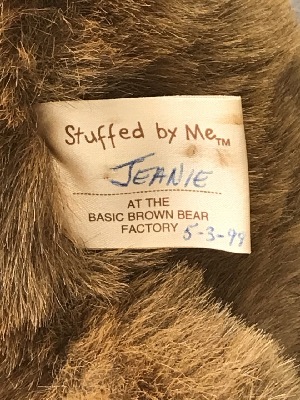 Stuffed by Me™
JEANIE
AT THE
BASIC BROWN BEAR
FACTORY 5-3-99